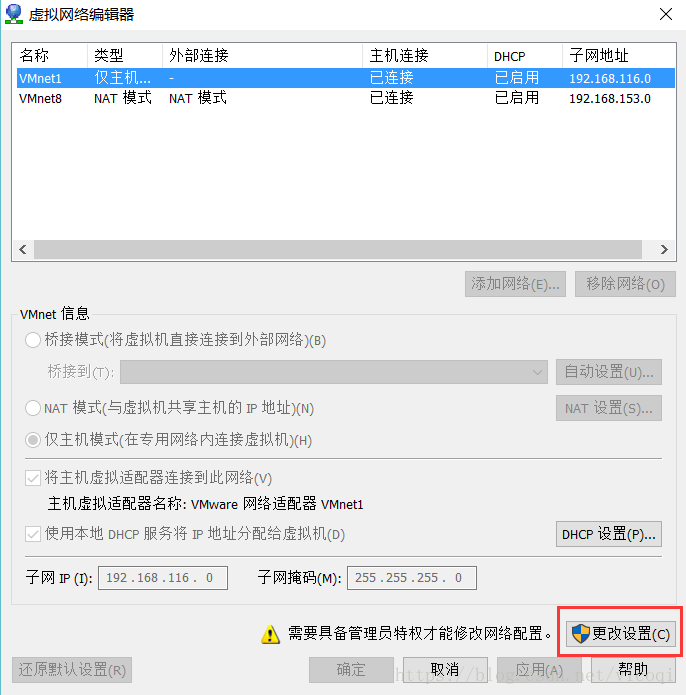 虚拟网络编辑器
名称 类型 外部连接 主机连接 DHCP 子网地址
VMnet1 仅主机... - 已连接 已启用 192.168.116.0
VMnet8 NAT 模式 NAT 模式 已连接 已启用 192.168.153.0
添加网络(E)... 移除网络(O)
VMnet 信息
桥接模式(将虚拟机直接连接到外部网络)(B)
桥接到(T): 自动设置(U)...
NAT 模式(与虚拟机共享主机的 IP 地址)(N) NAT 设置(S)...
仅主机模式(在专用网络内连接虚拟机)(H)
将主机虚拟适配器连接到此网络(V)
主机虚拟适配器名称: VMware 网络适配器 VMnet1
使用本地 DHCP 服务将 IP 地址分配给虚拟机(D) DHCP 设置(P)...
子网 IP (I): 192 . 168 . 116 . 0 子网掩码(M): 255 . 255 . 255 . 0
需要具备管理员特权才能修改网络配置。 更改设置(C)
还原默认设置(R) 确定 取消 应用(A) 帮助